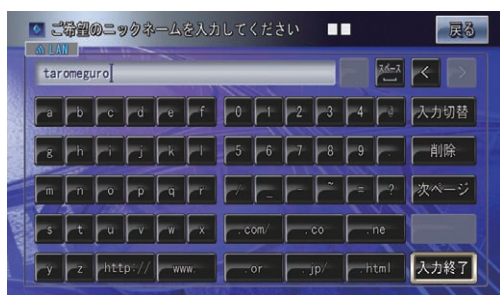 ご希望のニックネームを入力してください 戻る
LAN
taromeguro スペース < >
a b c d e f 0 1 2 3 4 @ 入力切替
g h i j k l 5 6 7 8 9 . 削除
m n o p q r / _ - ~ = ? 次ページ
s t u v w x .com/ .co .ne
y z http:// www. .or .jp/ .html 入力終了